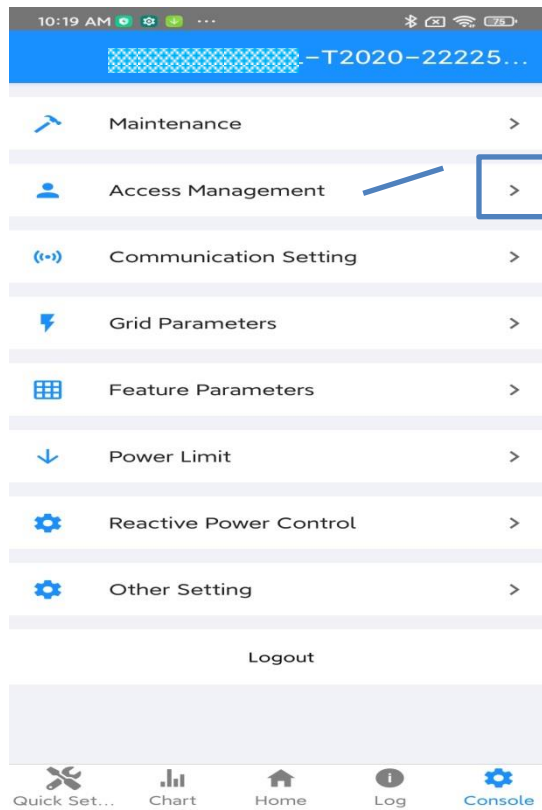 10:19 AM ... 75
-T2020-22225...
Maintenance >
Access Management >
Communication Setting >
Grid Parameters >
Feature Parameters >
Power Limit >
Reactive Power Control >
Other Setting >
Logout
Quick Set... Chart Home Log Console